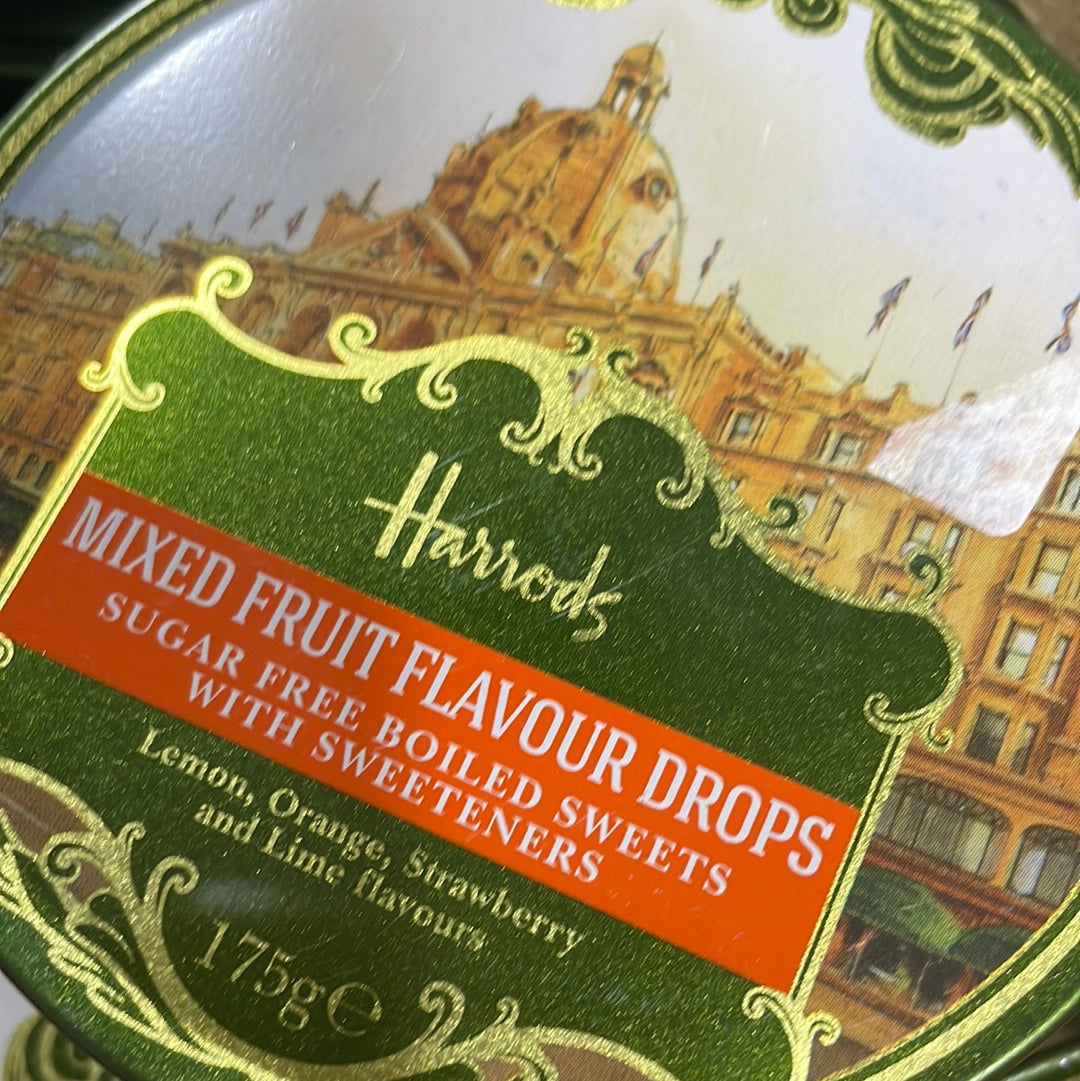 Harrods
MIXED FRUIT FLAVOUR DROPS
SUGAR FREE BOILED SWEETS
WITH SWEETENERS
Lemon, Orange, Strawberry
and Lime flavours
175g℮